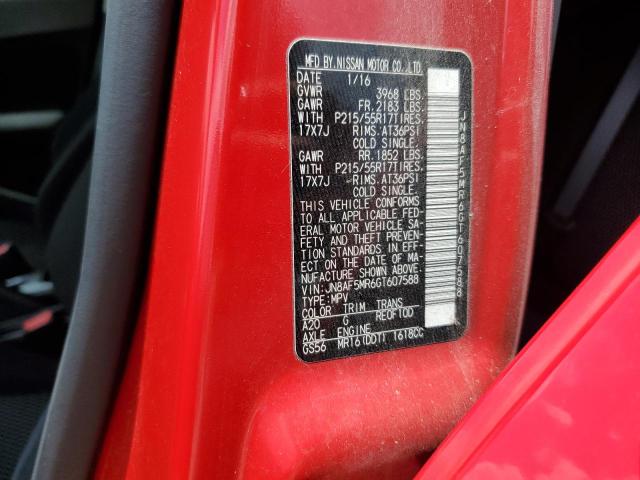 MFD BY NISSAN MOTOR CO.,LTD.
DATE 1/16
GVWR 3968 LBS.
GAWR FR. 2183 LBS.
WITH P215/55R17TIRES.
17X7J RIMS. AT36PSI
COLD SINGLE.
GAWR RR. 1852 LBS.
WITH P215/55R17TIRES.
17X7J RIMS. AT36PSI
COLD SINGLE.
THIS VEHICLE CONFORMS
TO ALL APPLICABLE FED-
ERAL MOTOR VEHICLE SA-
FETY AND THEFT PREVEN-
TION STANDARDS IN EFF-
ECT ON THE DATE OF MA-
NUFACTURE SHOWN ABOVE.
VIN: JN8AF5MR6GT607588
TYPE: MPV
COLOR TRIM TRANS
A20 G RE0F10D
AXLE ENGINE
GS56 MR16(DDT) 1618CC
JN8AF5MR6GT607588